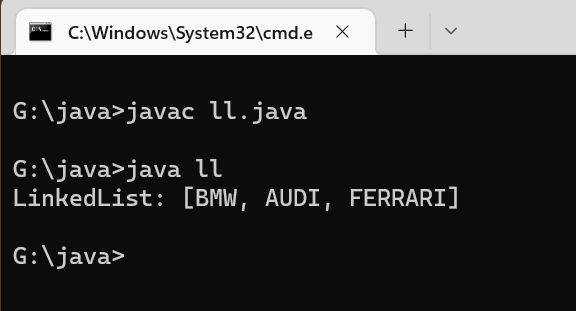 C:\Windows\System32\cmd.e
G:\java>javac ll.java
G:\java>java ll
LinkedList: [BMW, AUDI, FERRARI]
G:\java>